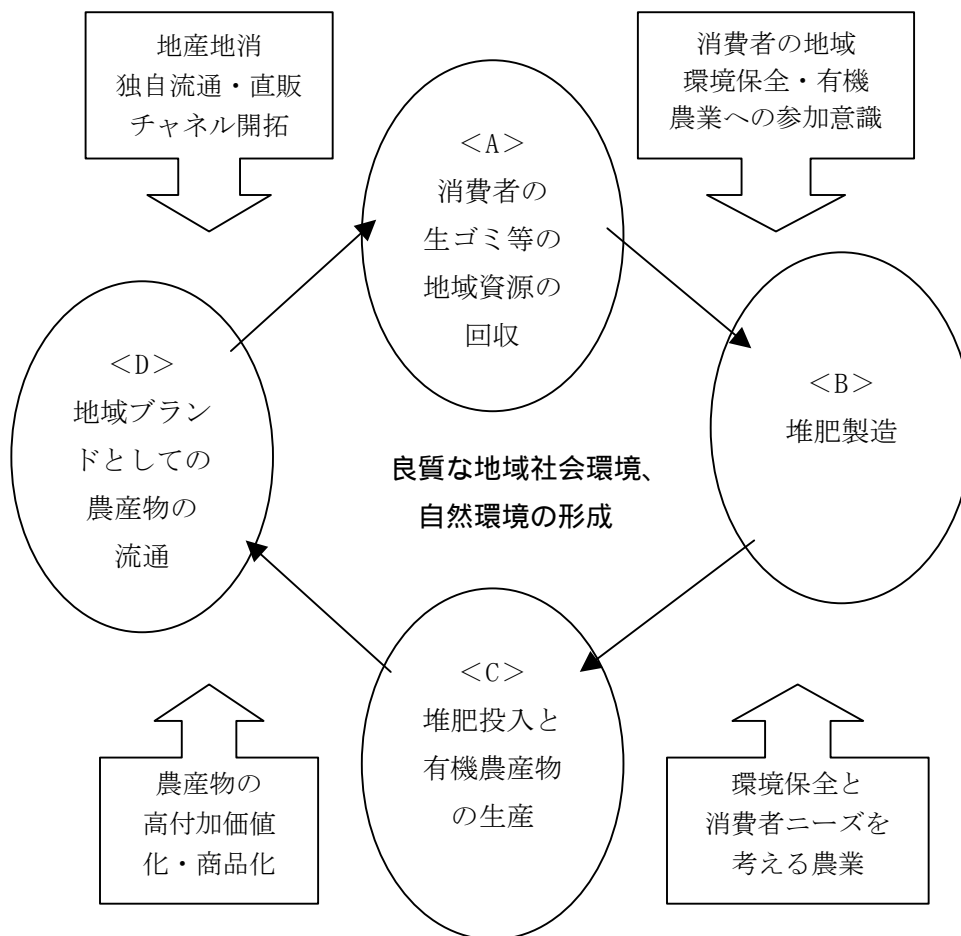 地産地消
独自流通・直販
チャネル開拓
消費者の地域
環境保全・有機
農業への参加意識
＜A＞
消費者の
生ゴミ等の
地域資源の
回収
＜B＞
堆肥製造
＜D＞
地域ブラン
ドとしての
農産物の
流通
良質な地域社会環境、
自然環境の形成
＜C＞
堆肥投入と
有機農産物
の生産
農産物の
高付加価値
化・商品化
環境保全と
消費者ニーズを
考える農業